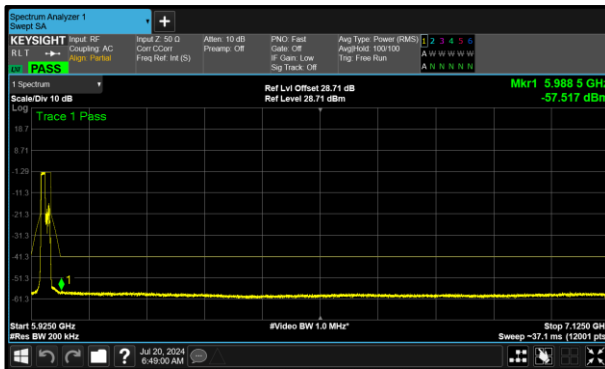 Spectrum Analyzer 1
Swept SA
KEYSIGHT
RLT
LNI PASS
Input: RF
Coupling: AC
Align: Partial
Input Z: 50 Ω
Corr CCorr
Freq Ref: Int (S)
Atten: 10 dB
Preamp: Off
PNO: Fast
Gate: Off
IF Gain: Low
Sig Track: Off
Avg Type: Power (RMS)
Avg|Hold: 100/100
Trig: Free Run
1 2 3 4 5 6
A W W W W W
A N N N N N
1 Spectrum
Scale/Div 10 dB
Ref Lvl Offset 28.71 dB
Ref Level 28.71 dBm
Mkr1 5.988 5 GHz
-57.517 dBm
Log
Trace 1 Pass
18.7
8.71
-1.29
-11.3
-21.3
-31.3
-41.3
-51.3
-61.3
1
Start 5.9250 GHz
#Video BW 1.0 MHz*
Stop 7.1250 GHz
#Res BW 200 kHz
Sweep ~37.1 ms (12001 pts)
Jul 20, 2024
6:49:00 AM